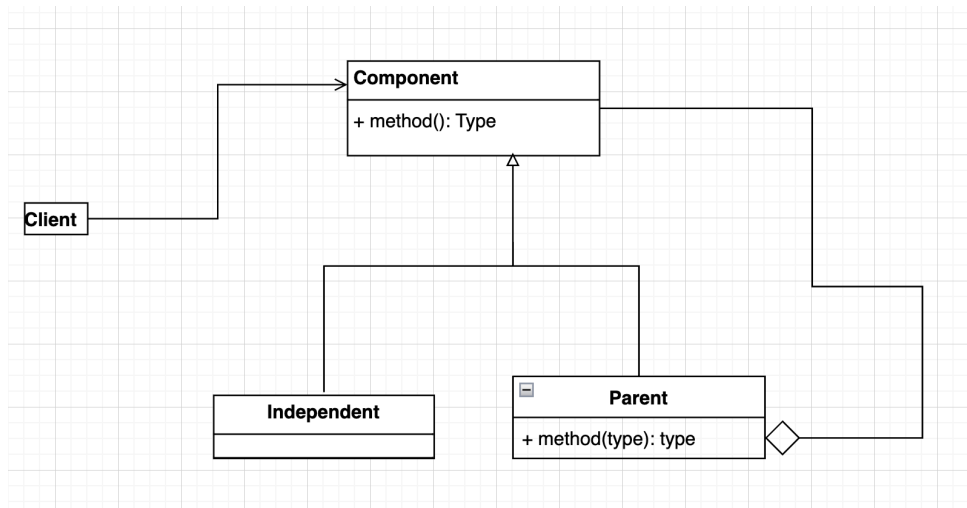 Component
+ method(): Type
Client
Independent
Parent
+ method(type): type